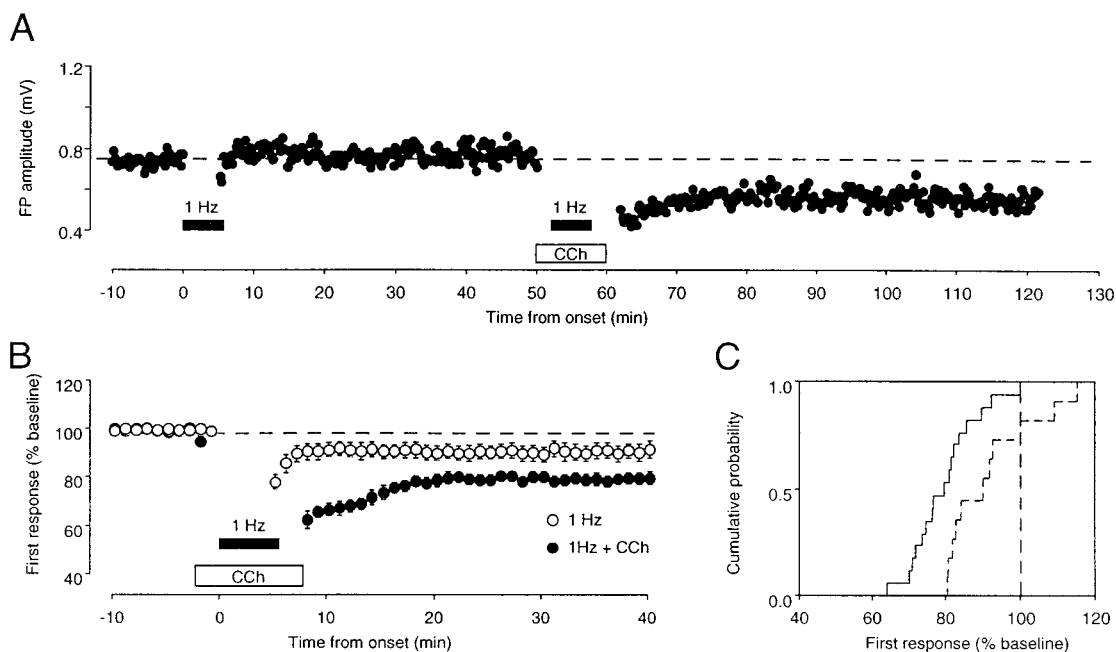 A
FP amplitude (mV)
1.2
0.8
0.4
1 Hz
1 Hz
CCh
-10 0 10 20 30 40 50 60 70 80 90 100 110 120 130
Time from onset (min)
B
First response (% baseline)
120
100
80
60
40
1 Hz
CCh
1 Hz
1Hz + CCh
-10 0 10 20 30 40
Time from onset (min)
C
Cumulative probability
1.0
0.5
0.0
40 60 80 100 120
First response (% baseline)